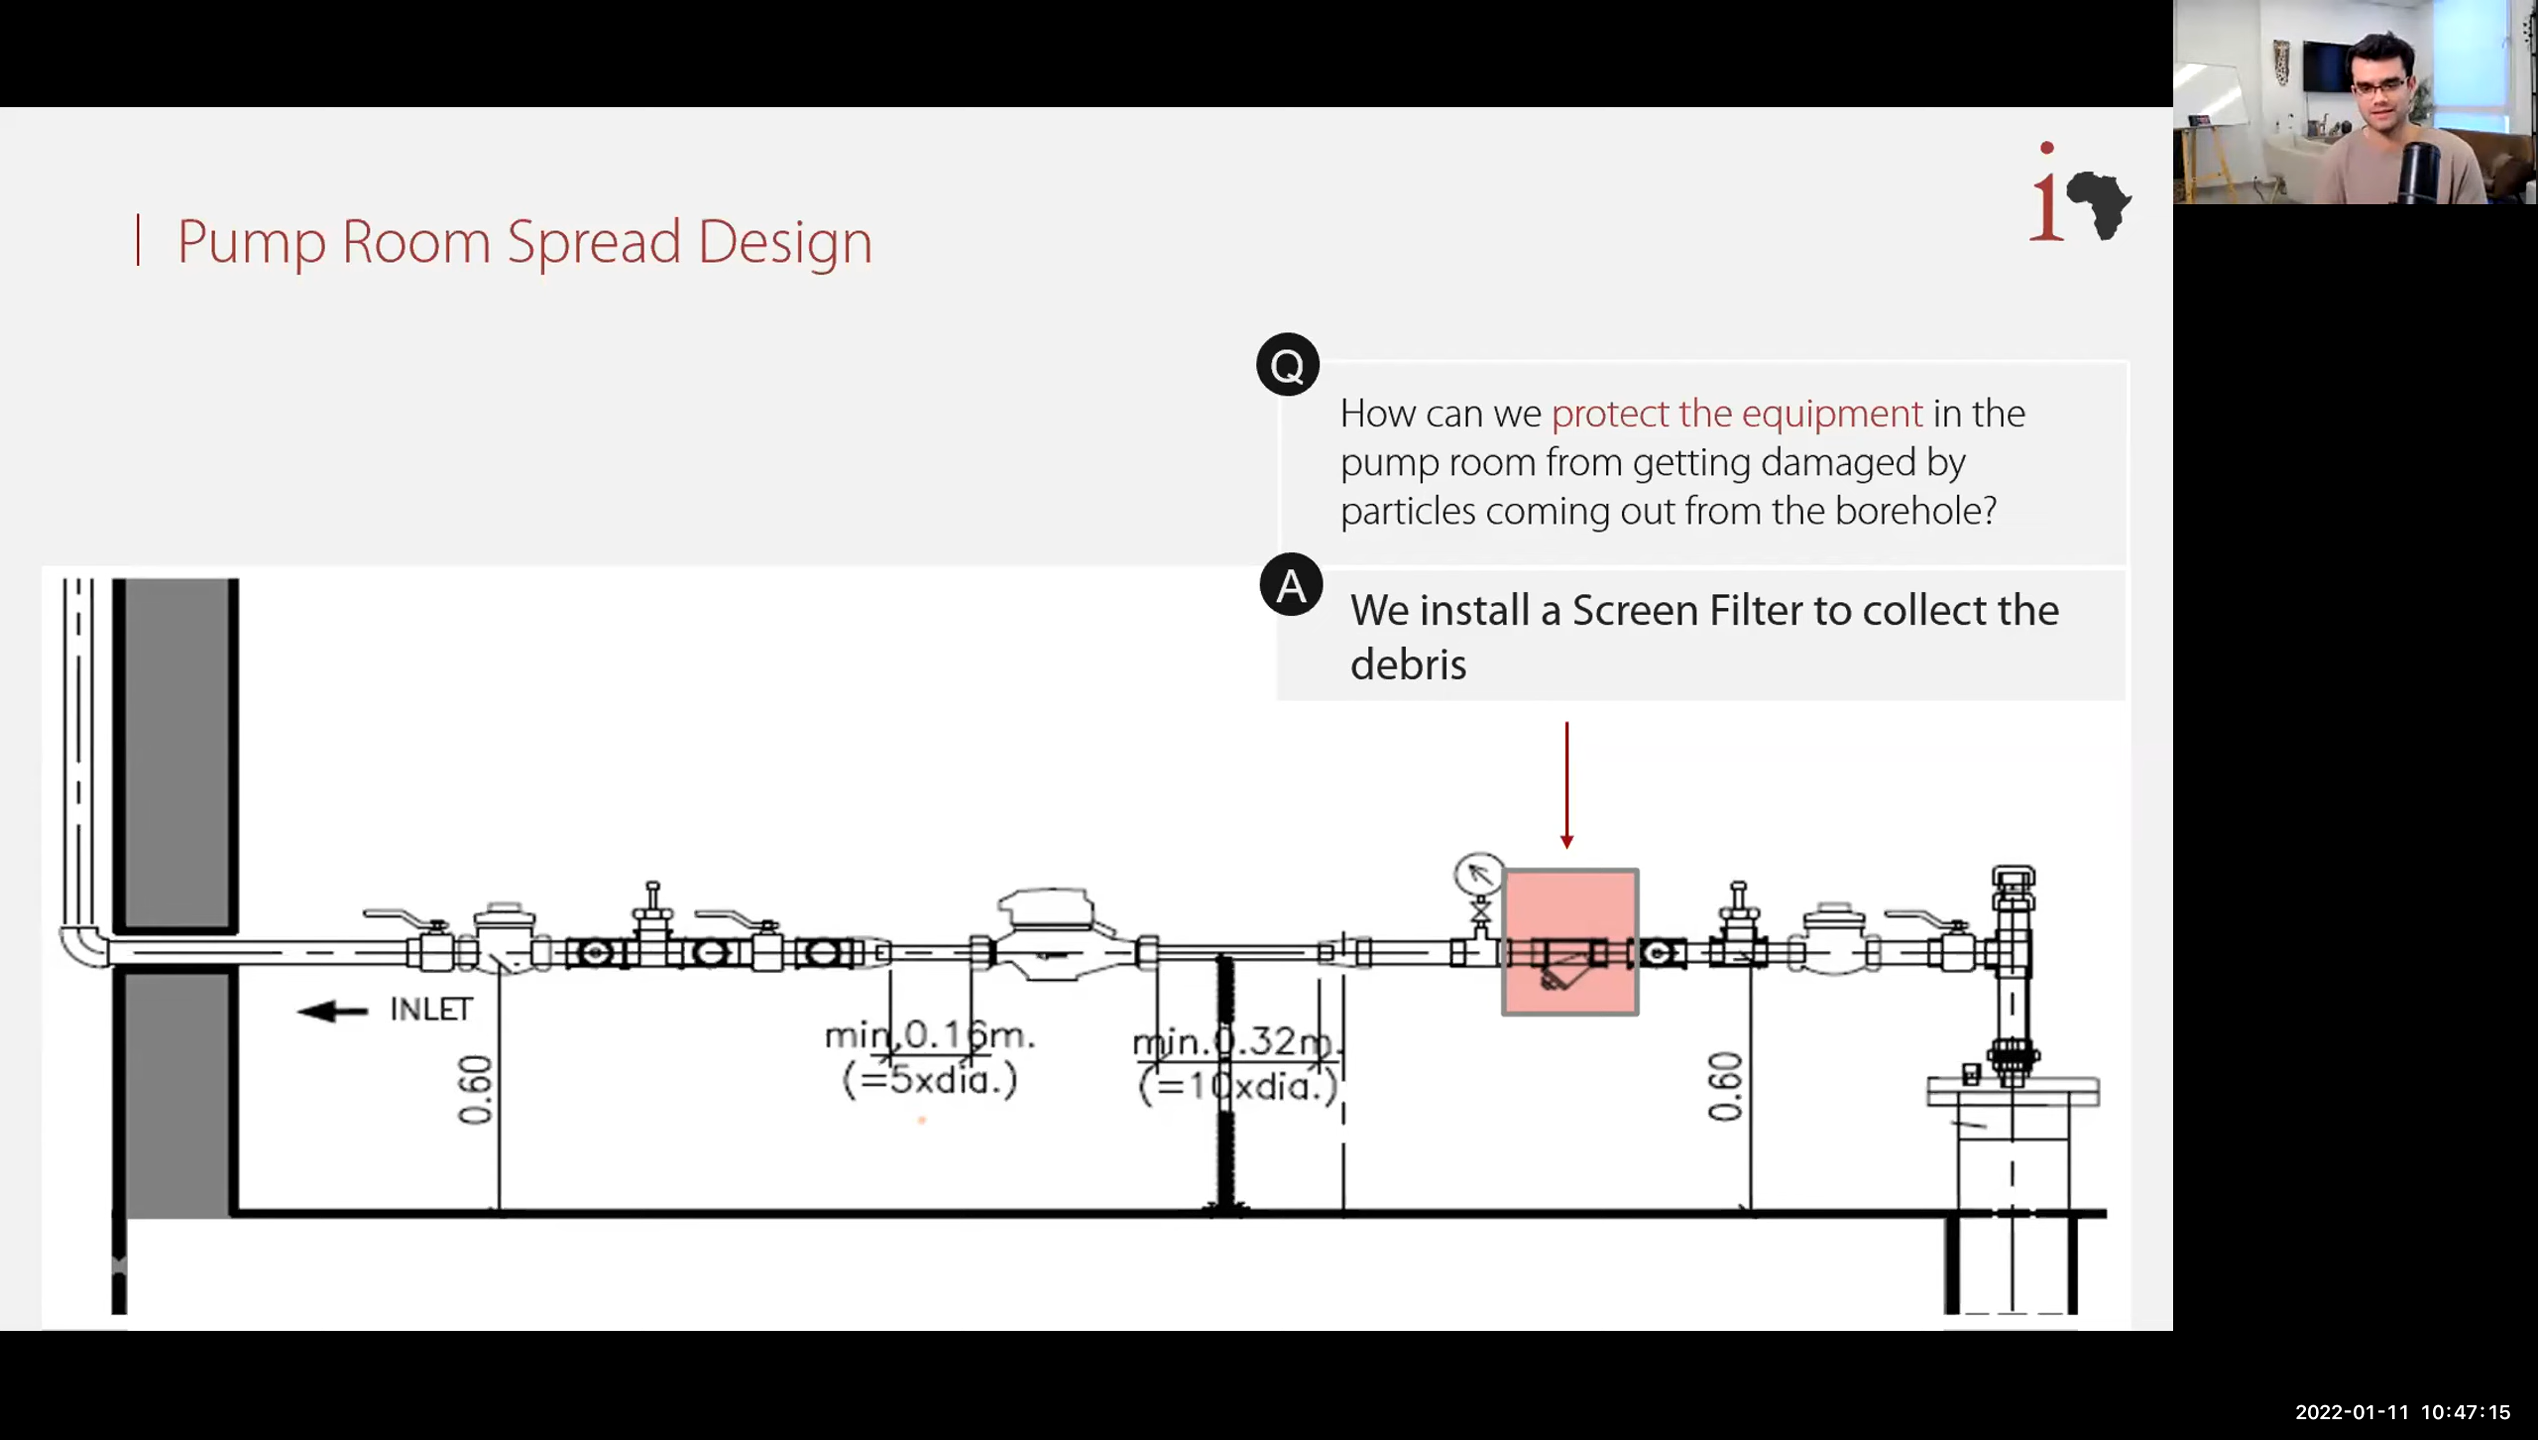 i
Pump Room Spread Design
Q
How can we protect the equipment in the
pump room from getting damaged by
particles coming out from the borehole?
A
We install a Screen Filter to collect the
debris
INLET
0.60
min.0.16m.
(=5xdia.)
min.0.32m.
(=10xdia.)
0.60
2022-01-11 10:47:15